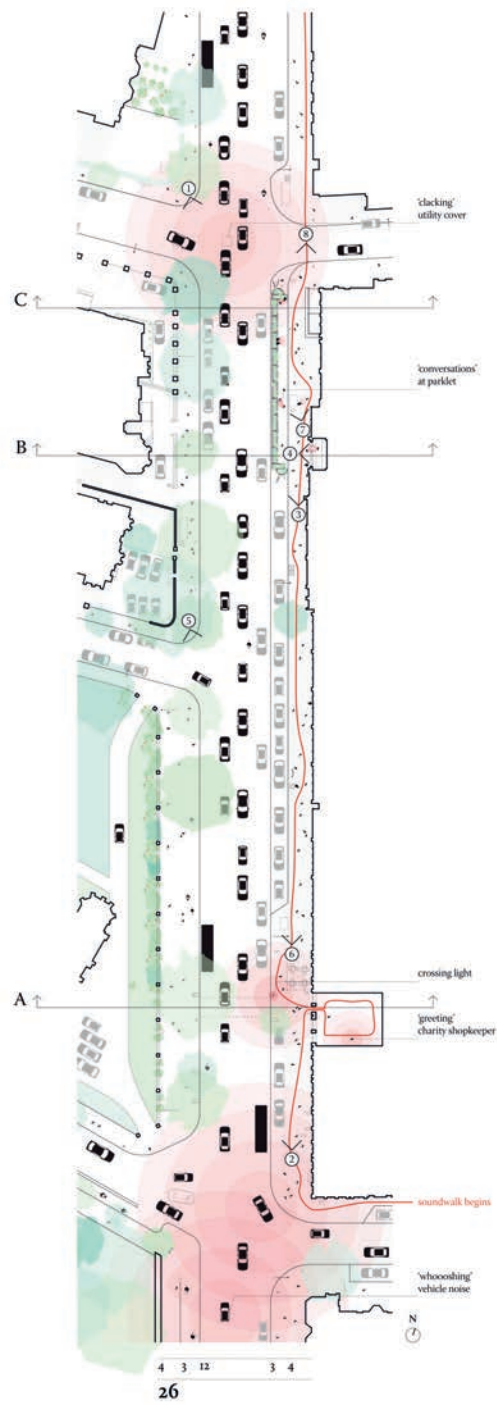 1
'clacking'
utility cover
8
C
'conversations'
at parklet
7
B
4
3
5
6
crossing light
A
'greeting'
charity shopkeeper
2
soundwalk begins
'whoooshing'
vehicle noise
N
4 3 12 3 4
26